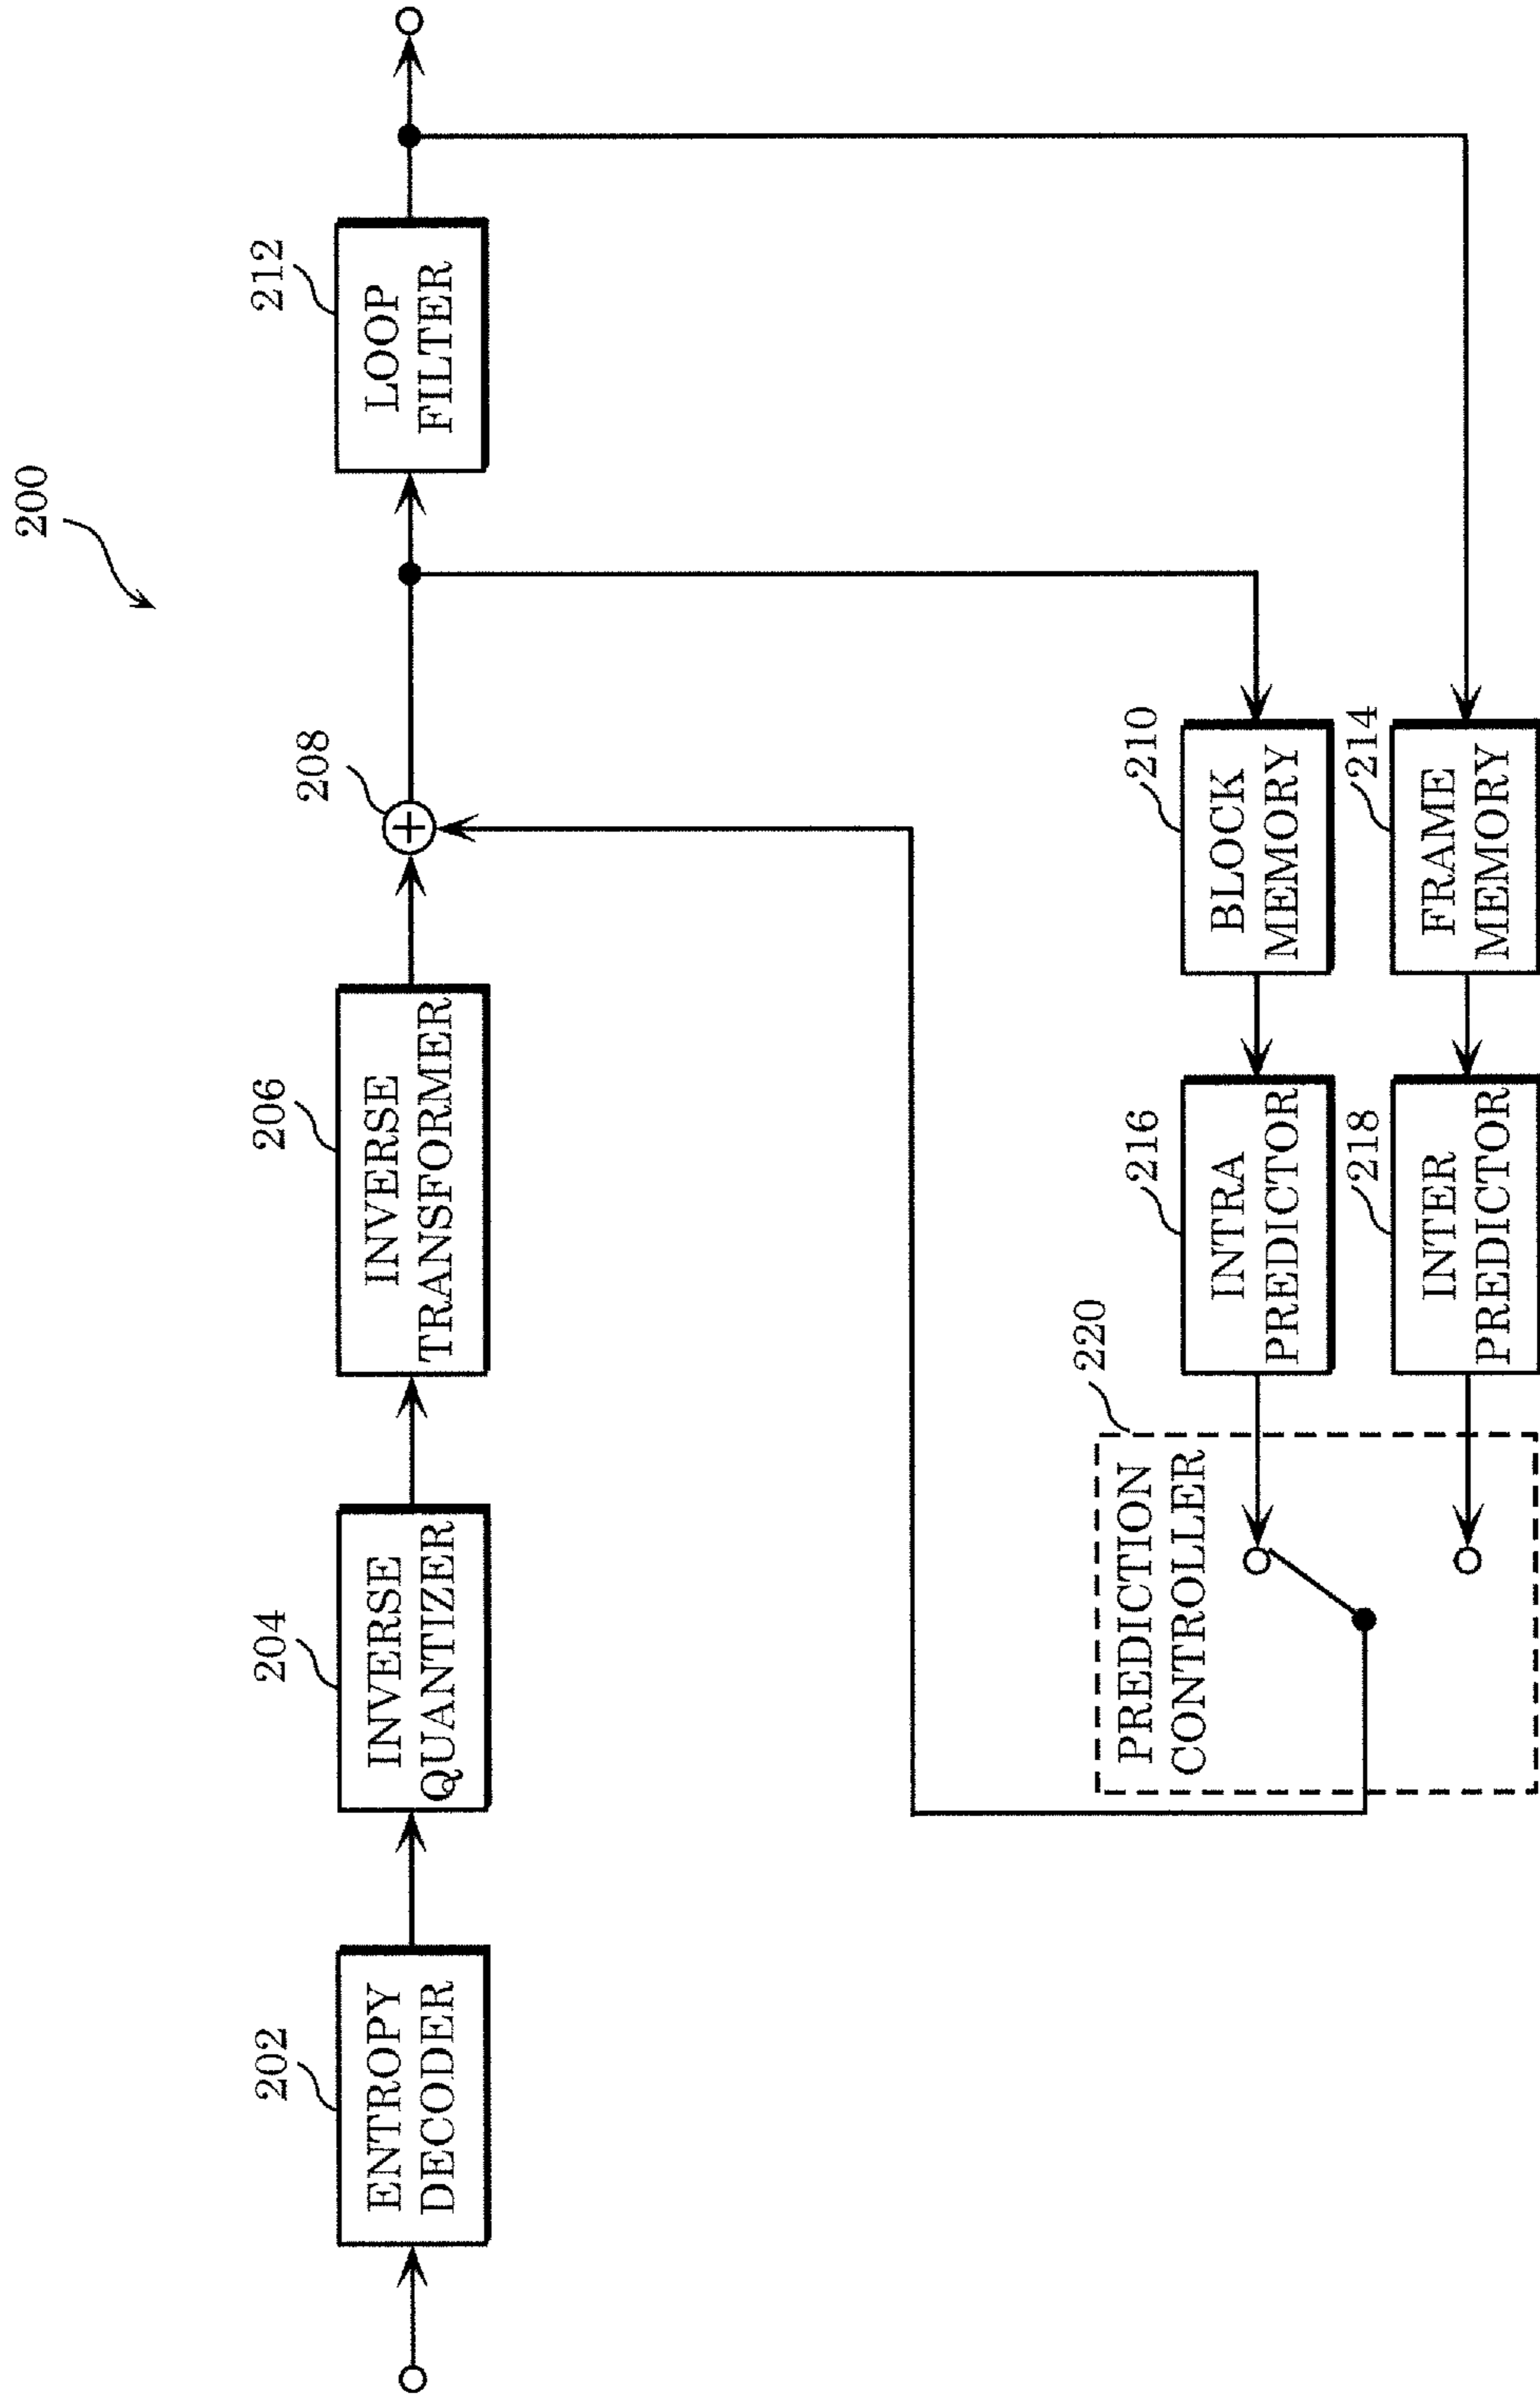 200
202
ENTROPY
DECODER
204
INVERSE
QUANTIZER
206
INVERSE
TRANSFORMER
208
+
212
LOOP
FILTER
220
PREDICTION
CONTROLLER
216
INTRA
PREDICTOR
210
BLOCK
MEMORY
218
INTER
PREDICTOR
214
FRAME
MEMORY